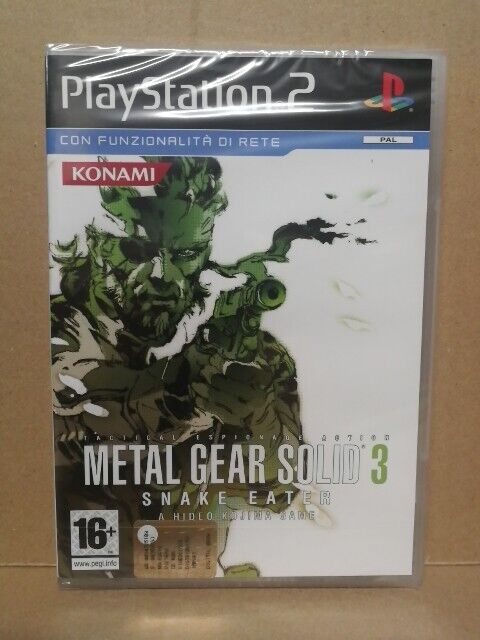 PlayStation 2
CON FUNZIONALITÀ DI RETE
PAL
KONAMI
TACTICAL ESPIONAGE ACTION
METAL GEAR SOLID 3
SNAKE EATER
A HIDEO KOJIMA GAME
16+
www.pegi.info